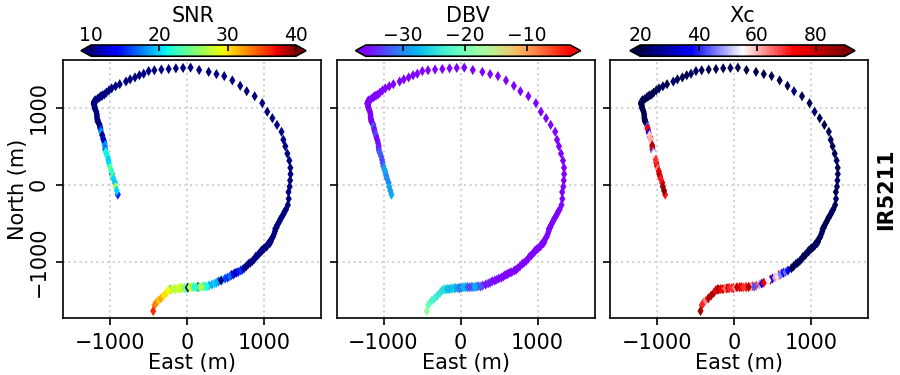 SNR DBV Xc
10 20 30 40 −30 −20 −10 20 40 60 80
North (m)
1000
0
−1000
−1000 0 1000 −1000 0 1000 −1000 0 1000
East (m) East (m) East (m)
IR5211